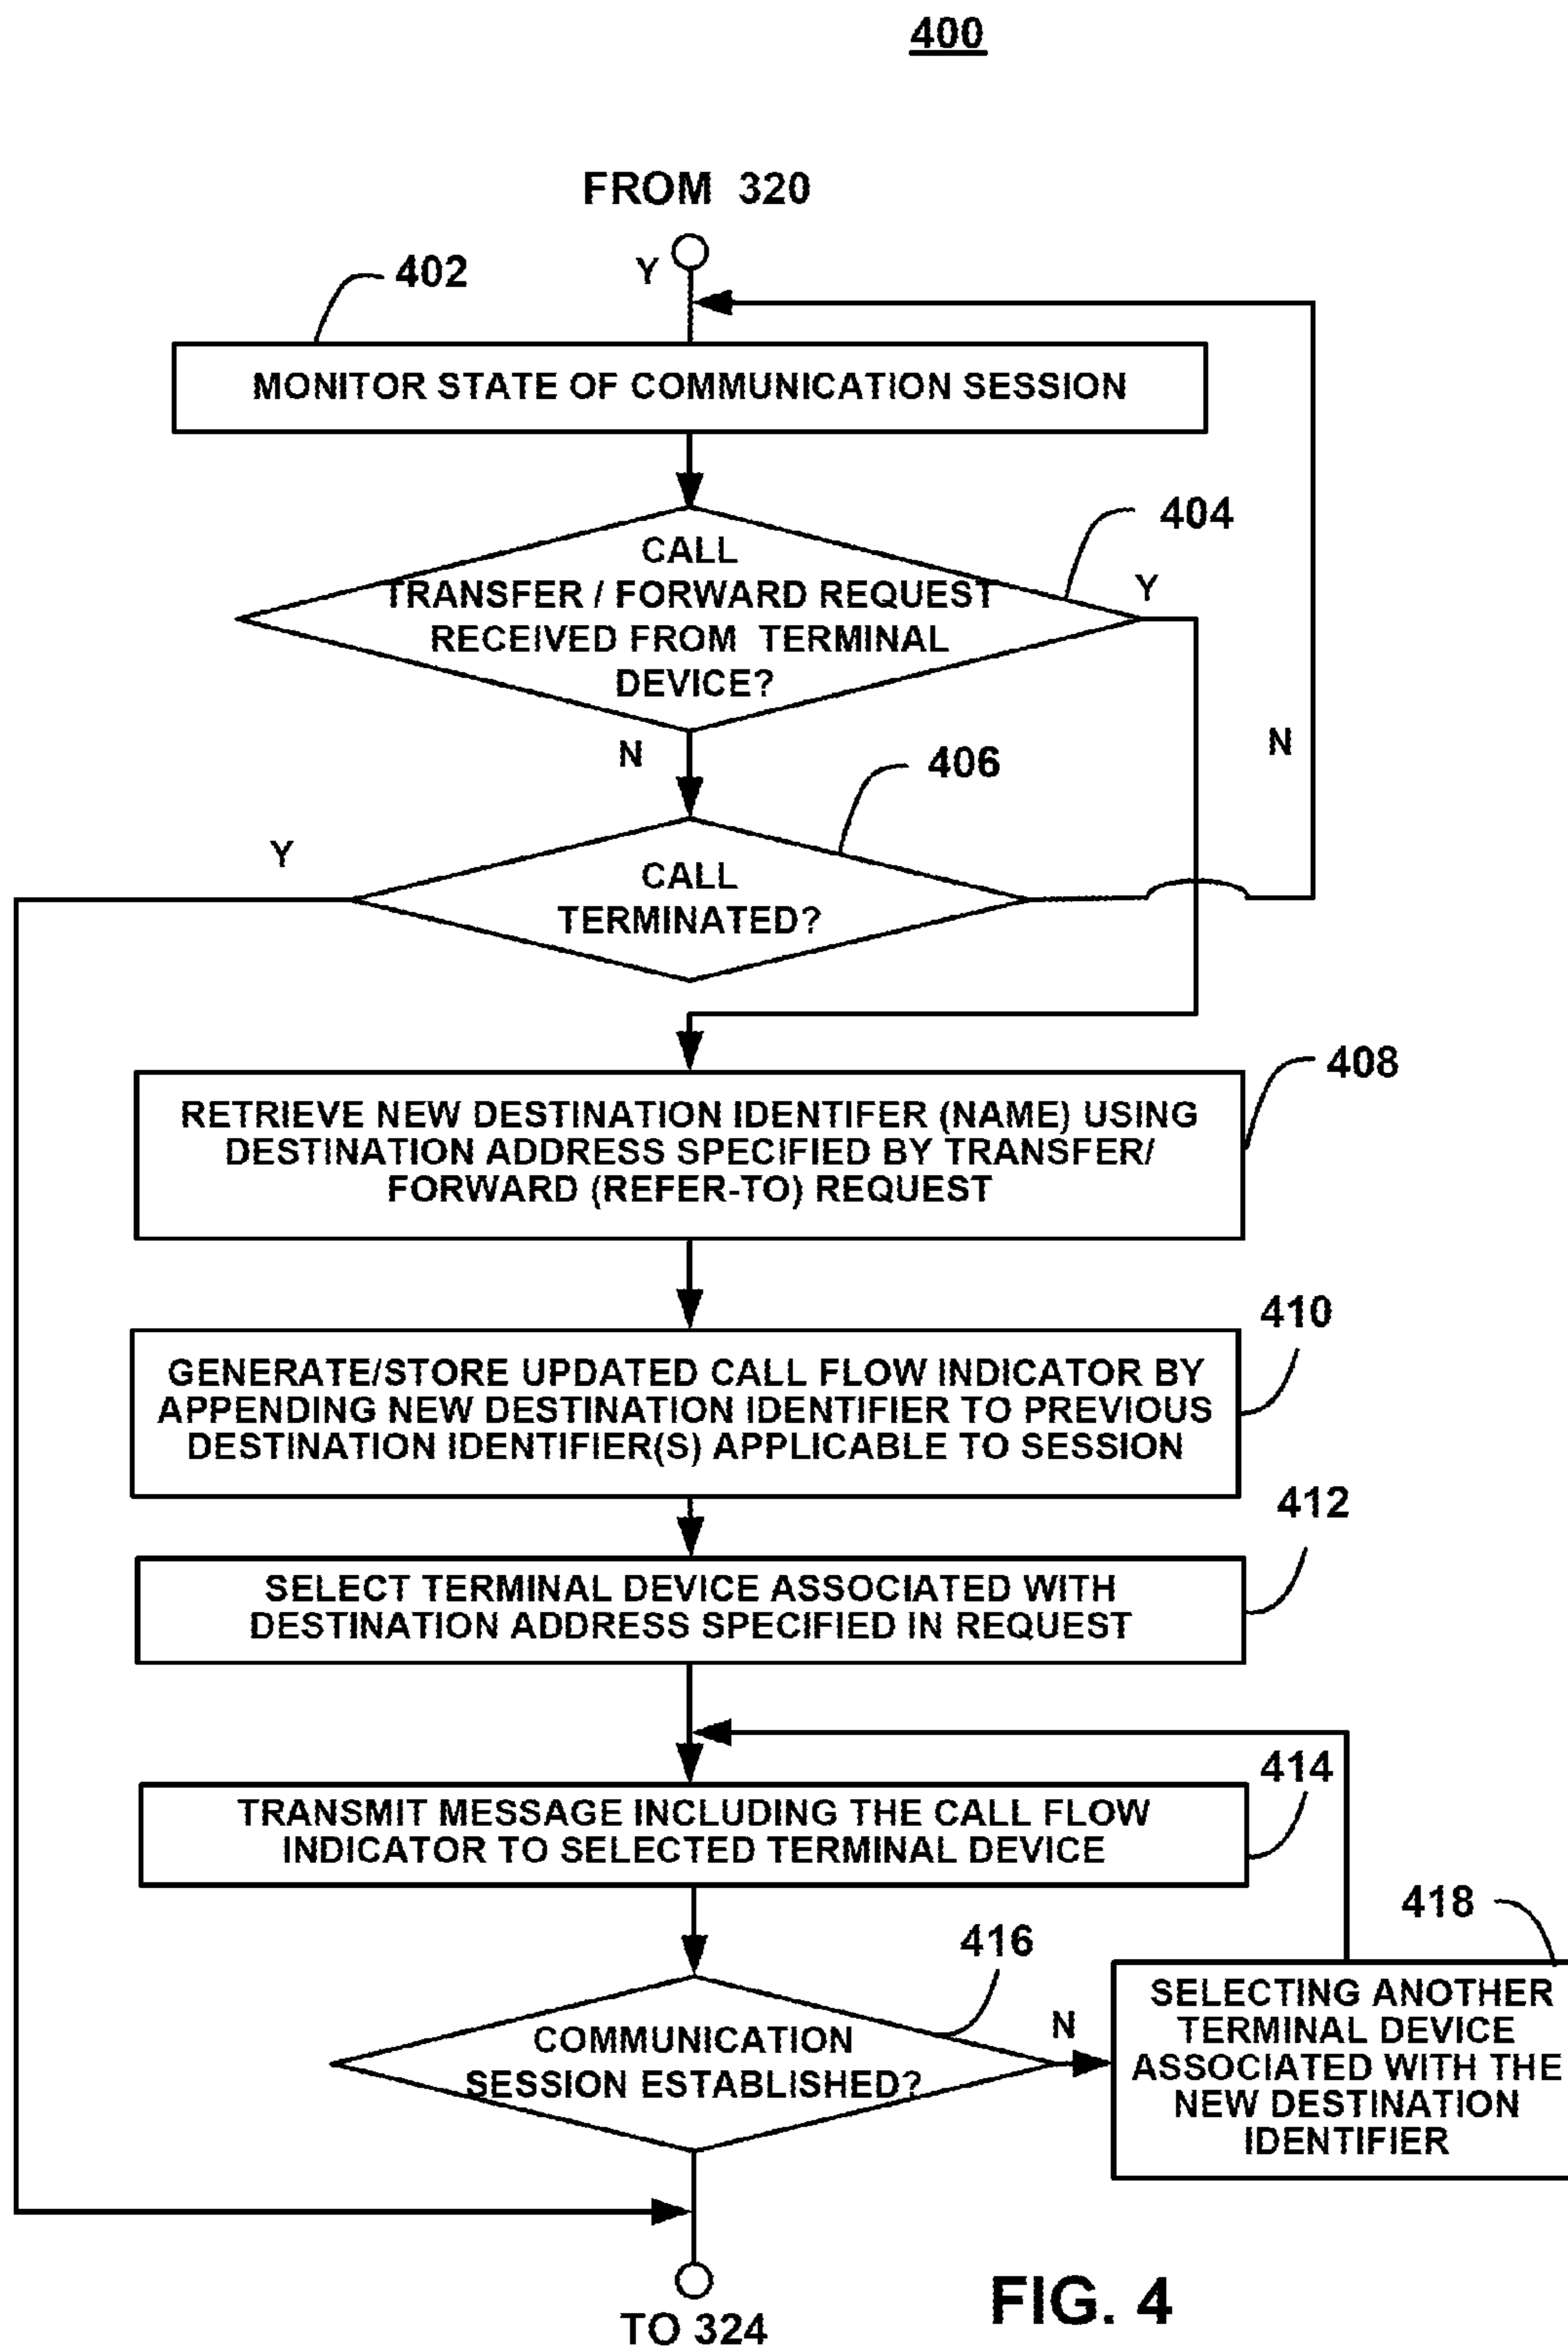 400
FROM 320
Y
402
MONITOR STATE OF COMMUNICATION SESSION
404
CALL
TRANSFER / FORWARD REQUEST
RECEIVED FROM TERMINAL
DEVICE?
Y
N
N
406
Y
CALL
TERMINATED?
408
RETRIEVE NEW DESTINATION IDENTIFER (NAME) USING
DESTINATION ADDRESS SPECIFIED BY TRANSFER/
FORWARD (REFER-TO) REQUEST
410
GENERATE/STORE UPDATED CALL FLOW INDICATOR BY
APPENDING NEW DESTINATION IDENTIFIER TO PREVIOUS
DESTINATION IDENTIFIER(S) APPLICABLE TO SESSION
412
SELECT TERMINAL DEVICE ASSOCIATED WITH
DESTINATION ADDRESS SPECIFIED IN REQUEST
414
TRANSMIT MESSAGE INCLUDING THE CALL FLOW
INDICATOR TO SELECTED TERMINAL DEVICE
416
COMMUNICATION
SESSION ESTABLISHED?
N
418
SELECTING ANOTHER
TERMINAL DEVICE
ASSOCIATED WITH THE
NEW DESTINATION
IDENTIFIER
TO 324
FIG. 4